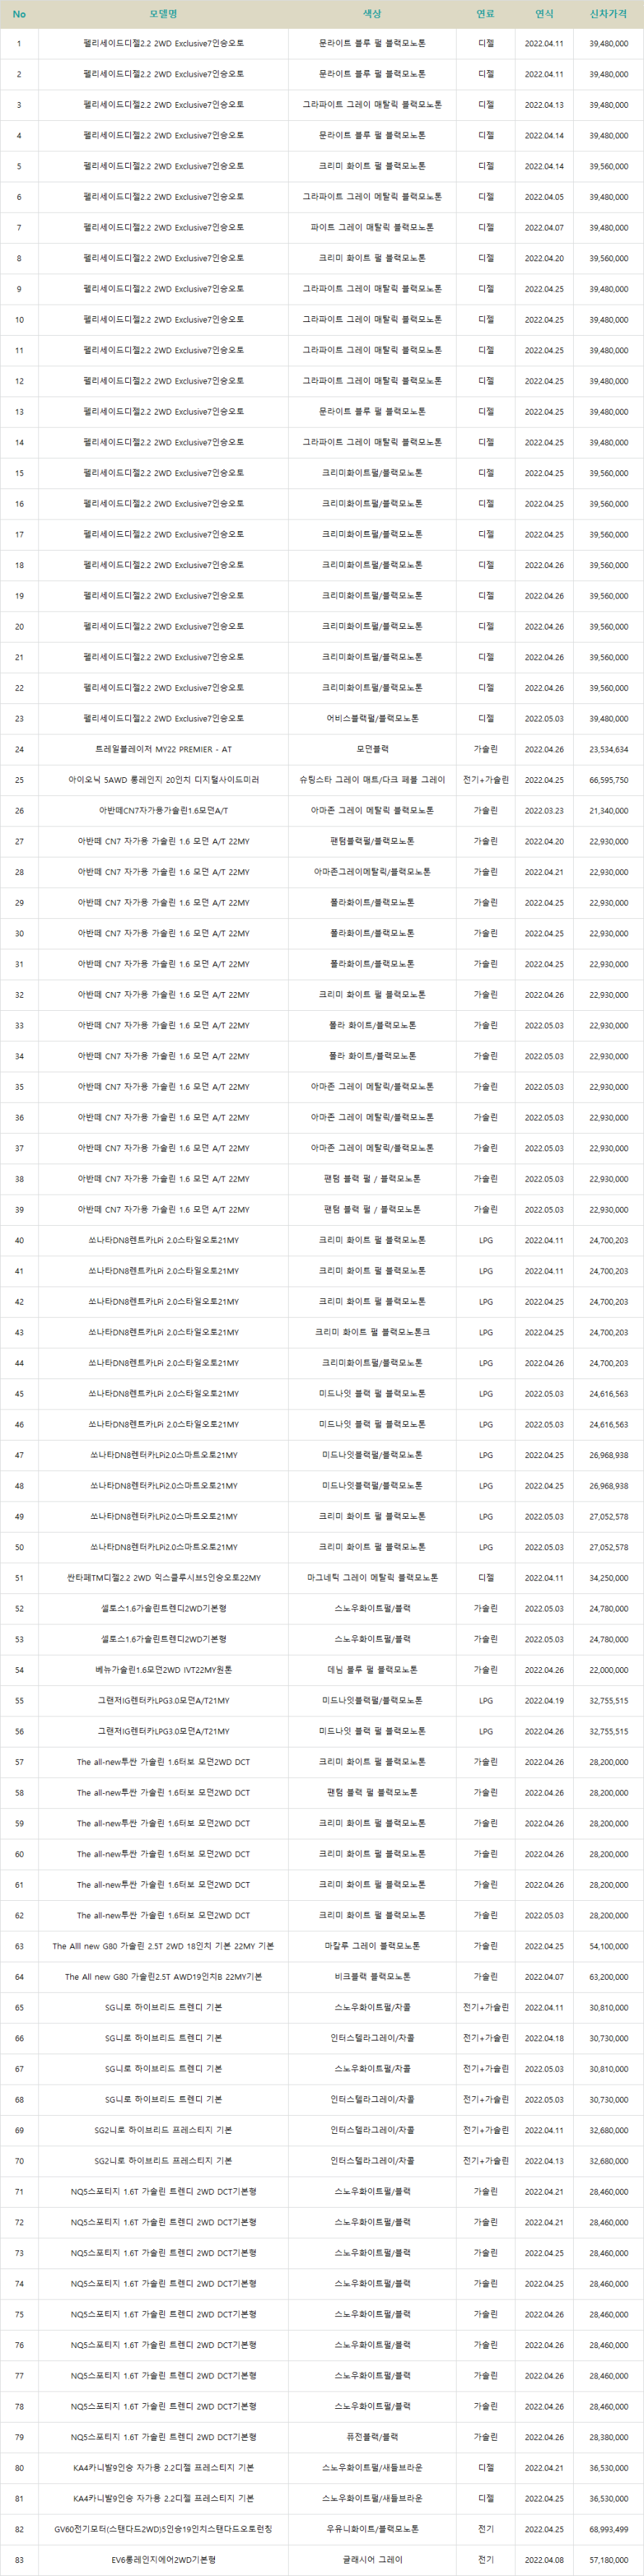 No 모델명 색상 연료 연식 신차가격
1 펠리세이드디젤2.2 2WD Exclusive7인승오토 문라이트 블루 펄 블랙모노톤 디젤 2022.04.11 39,480,000
2 펠리세이드디젤2.2 2WD Exclusive7인승오토 문라이트 블루 펄 블랙모노톤 디젤 2022.04.11 39,480,000
3 펠리세이드디젤2.2 2WD Exclusive7인승오토 그라파이트 그레이 매탈릭 블랙모노톤 디젤 2022.04.13 39,480,000
4 펠리세이드디젤2.2 2WD Exclusive7인승오토 문라이트 블루 펄 블랙모노톤 디젤 2022.04.14 39,480,000
5 펠리세이드디젤2.2 2WD Exclusive7인승오토 크리미 화이트 펄 블랙모노톤 디젤 2022.04.14 39,560,000
6 펠리세이드디젤2.2 2WD Exclusive7인승오토 그라파이트 그레이 메탈릭 블랙모노톤 디젤 2022.04.05 39,480,000
7 펠리세이드디젤2.2 2WD Exclusive7인승오토 파이트 그레이 매탈릭 블랙모노톤 디젤 2022.04.07 39,480,000
8 펠리세이드디젤2.2 2WD Exclusive7인승오토 크리미 화이트 펄 블랙모노톤 디젤 2022.04.20 39,560,000
9 펠리세이드디젤2.2 2WD Exclusive7인승오토 그라파이트 그레이 매탈릭 블랙모노톤 디젤 2022.04.25 39,480,000
10 펠리세이드디젤2.2 2WD Exclusive7인승오토 그라파이트 그레이 매탈릭 블랙모노톤 디젤 2022.04.25 39,480,000
11 펠리세이드디젤2.2 2WD Exclusive7인승오토 그라파이트 그레이 매탈릭 블랙모노톤 디젤 2022.04.25 39,480,000
12 펠리세이드디젤2.2 2WD Exclusive7인승오토 그라파이트 그레이 매탈릭 블랙모노톤 디젤 2022.04.25 39,480,000
13 펠리세이드디젤2.2 2WD Exclusive7인승오토 문라이트 블루 펄 블랙모노톤 디젤 2022.04.25 39,480,000
14 펠리세이드디젤2.2 2WD Exclusive7인승오토 그라파이트 그레이 매탈릭 블랙모노톤 디젤 2022.04.25 39,480,000
15 펠리세이드디젤2.2 2WD Exclusive7인승오토 크리미화이트펄/블랙모노톤 디젤 2022.04.25 39,560,000
16 펠리세이드디젤2.2 2WD Exclusive7인승오토 크리미화이트펄/블랙모노톤 디젤 2022.04.25 39,560,000
17 펠리세이드디젤2.2 2WD Exclusive7인승오토 크리미화이트펄/블랙모노톤 디젤 2022.04.25 39,560,000
18 펠리세이드디젤2.2 2WD Exclusive7인승오토 크리미화이트펄/블랙모노톤 디젤 2022.04.26 39,560,000
19 펠리세이드디젤2.2 2WD Exclusive7인승오토 크리미화이트펄/블랙모노톤 디젤 2022.04.26 39,560,000
20 펠리세이드디젤2.2 2WD Exclusive7인승오토 크리미화이트펄/블랙모노톤 디젤 2022.04.26 39,560,000
21 펠리세이드디젤2.2 2WD Exclusive7인승오토 크리미화이트펄/블랙모노톤 디젤 2022.04.26 39,560,000
22 펠리세이드디젤2.2 2WD Exclusive7인승오토 크리미화이트펄/블랙모노톤 디젤 2022.04.26 39,560,000
23 펠리세이드디젤2.2 2WD Exclusive7인승오토 어비스블랙펄/블랙모노톤 디젤 2022.05.03 39,480,000
24 트레일블레이저 MY22 PREMIER - AT 모던블랙 가솔린 2022.04.26 23,534,634
25 아이오닉 5AWD 롱레인지 20인치 디지털사이드미러 슈팅스타 그레이 매트/다크 페블 그레이 전기+가솔린 2022.04.25 66,595,750
26 아반떼CN7자가용가솔린1.6모던A/T 아마존 그레이 메탈릭 블랙모노톤 가솔린 2022.03.23 21,340,000
27 아반떼 CN7 자가용 가솔린 1.6 모던 A/T 22MY 팬텀블랙펄/블랙모노톤 가솔린 2022.04.20 22,930,000
28 아반떼 CN7 자가용 가솔린 1.6 모던 A/T 22MY 아마존그레이메탈릭/블랙모노톤 가솔린 2022.04.21 22,930,000
29 아반떼 CN7 자가용 가솔린 1.6 모던 A/T 22MY 폴라화이트/블랙모노톤 가솔린 2022.04.25 22,930,000
30 아반떼 CN7 자가용 가솔린 1.6 모던 A/T 22MY 폴라화이트/블랙모노톤 가솔린 2022.04.25 22,930,000
31 아반떼 CN7 자가용 가솔린 1.6 모던 A/T 22MY 폴라화이트/블랙모노톤 가솔린 2022.04.25 22,930,000
32 아반떼 CN7 자가용 가솔린 1.6 모던 A/T 22MY 크리미 화이트 펄 블랙모노톤 가솔린 2022.04.26 22,930,000
33 아반떼 CN7 자가용 가솔린 1.6 모던 A/T 22MY 폴라 화이트/블랙모노톤 가솔린 2022.05.03 22,930,000
34 아반떼 CN7 자가용 가솔린 1.6 모던 A/T 22MY 폴라 화이트/블랙모노톤 가솔린 2022.05.03 22,930,000
35 아반떼 CN7 자가용 가솔린 1.6 모던 A/T 22MY 아마존 그레이 메탈릭/블랙모노톤 가솔린 2022.05.03 22,930,000
36 아반떼 CN7 자가용 가솔린 1.6 모던 A/T 22MY 아마존 그레이 메탈릭/블랙모노톤 가솔린 2022.05.03 22,930,000
37 아반떼 CN7 자가용 가솔린 1.6 모던 A/T 22MY 아마존 그레이 메탈릭/블랙모노톤 가솔린 2022.05.03 22,930,000
38 아반떼 CN7 자가용 가솔린 1.6 모던 A/T 22MY 팬텀 블랙 펄 / 블랙모노톤 가솔린 2022.05.03 22,930,000
39 아반떼 CN7 자가용 가솔린 1.6 모던 A/T 22MY 팬텀 블랙 펄 / 블랙모노톤 가솔린 2022.05.03 22,930,000
40 쏘나타DN8렌트카LPi 2.0스타일오토21MY 크리미 화이트 펄 블랙모노톤 LPG 2022.04.11 24,700,203
41 쏘나타DN8렌트카LPi 2.0스타일오토21MY 크리미 화이트 펄 블랙모노톤 LPG 2022.04.11 24,700,203
42 쏘나타DN8렌트카LPi 2.0스타일오토21MY 크리미 화이트 펄 블랙모노톤 LPG 2022.04.25 24,700,203
43 쏘나타DN8렌트카LPi 2.0스타일오토21MY 크리미 화이트 펄 블랙모노톤크 LPG 2022.04.25 24,700,203
44 쏘나타DN8렌트카LPi 2.0스타일오토21MY 크리미화이트펄/블랙모노톤 LPG 2022.04.26 24,700,203
45 쏘나타DN8렌트카LPi 2.0스타일오토21MY 미드나잇 블랙 펄 블랙모노톤 LPG 2022.05.03 24,616,563
46 쏘나타DN8렌트카LPi 2.0스타일오토21MY 미드나잇 블랙 펄 블랙모노톤 LPG 2022.05.03 24,616,563
47 쏘나타DN8렌터카LPi2.0스마트오토21MY 미드나잇블랙펄/블랙모노톤 LPG 2022.04.25 26,968,938
48 쏘나타DN8렌터카LPi2.0스마트오토21MY 미드나잇블랙펄/블랙모노톤 LPG 2022.04.25 26,968,938
49 쏘나타DN8렌터카LPi2.0스마트오토21MY 크리미 화이트 펄 블랙모노톤 LPG 2022.05.03 27,052,578
50 쏘나타DN8렌터카LPi2.0스마트오토21MY 크리미 화이트 펄 블랙모노톤 LPG 2022.05.03 27,052,578
51 싼타페TM디젤2.2 2WD 익스클루시브5인승오토22MY 마그네틱 그레이 메탈릭 블랙모노톤 디젤 2022.04.11 34,250,000
52 셀토스1.6가솔린트렌디2WD기본형 스노우화이트펄/블랙 가솔린 2022.05.03 24,780,000
53 셀토스1.6가솔린트렌디2WD기본형 스노우화이트펄/블랙 가솔린 2022.05.03 24,780,000
54 베뉴가솔린1.6모던2WD IVT22MY원톤 데님 블루 펄 블랙모노톤 가솔린 2022.04.26 22,000,000
55 그랜저IG렌터카LPG3.0모던A/T21MY 미드나잇블랙펄/블랙모노톤 LPG 2022.04.19 32,755,515
56 그랜저IG렌터카LPG3.0모던A/T21MY 미드나잇 블랙 펄 블랙모노톤 LPG 2022.04.26 32,755,515
57 The all-new투싼 가솔린 1.6터보 모던2WD DCT 크리미 화이트 펄 블랙모노톤 가솔린 2022.04.26 28,200,000
58 The all-new투싼 가솔린 1.6터보 모던2WD DCT 팬텀 블랙 펄 블랙모노톤 가솔린 2022.04.26 28,200,000
59 The all-new투싼 가솔린 1.6터보 모던2WD DCT 크리미 화이트 펄 블랙모노톤 가솔린 2022.04.26 28,200,000
60 The all-new투싼 가솔린 1.6터보 모던2WD DCT 크리미 화이트 펄 블랙모노톤 가솔린 2022.04.26 28,200,000
61 The all-new투싼 가솔린 1.6터보 모던2WD DCT 크리미 화이트 펄 블랙모노톤 가솔린 2022.04.26 28,200,000
62 The all-new투싼 가솔린 1.6터보 모던2WD DCT 크리미 화이트 펄 블랙모노톤 가솔린 2022.05.03 28,200,000
63 The Alll new G80 가솔린 2.5T 2WD 18인치 기본 22MY 기본 마칼루 그레이 블랙모노톤 가솔린 2022.04.25 54,100,000
64 The All new G80 가솔린2.5T AWD19인치B 22MY기본 비크블랙 블랙모노톤 가솔린 2022.04.07 63,200,000
65 SG니로 하이브리드 트렌디 기본 스노우화이트펄/차콜 전기+가솔린 2022.04.11 30,810,000
66 SG니로 하이브리드 트렌디 기본 인터스텔라그레이/차콜 전기+가솔린 2022.04.18 30,730,000
67 SG니로 하이브리드 트렌디 기본 스노우화이트펄/차콜 전기+가솔린 2022.05.03 30,810,000
68 SG니로 하이브리드 트렌디 기본 인터스텔라그레이/차콜 전기+가솔린 2022.05.03 30,730,000
69 SG2니로 하이브리드 프레스티지 기본 인터스텔라그레이/차콜 전기+가솔린 2022.04.11 32,680,000
70 SG2니로 하이브리드 프레스티지 기본 인터스텔라그레이/차콜 전기+가솔린 2022.04.13 32,680,000
71 NQ5스포티지 1.6T 가솔린 트렌디 2WD DCT기본형 스노우화이트펄/블랙 가솔린 2022.04.21 28,460,000
72 NQ5스포티지 1.6T 가솔린 트렌디 2WD DCT기본형 스노우화이트펄/블랙 가솔린 2022.04.21 28,460,000
73 NQ5스포티지 1.6T 가솔린 트렌디 2WD DCT기본형 스노우화이트펄/블랙 가솔린 2022.04.25 28,460,000
74 NQ5스포티지 1.6T 가솔린 트렌디 2WD DCT기본형 스노우화이트펄/블랙 가솔린 2022.04.25 28,460,000
75 NQ5스포티지 1.6T 가솔린 트렌디 2WD DCT기본형 스노우화이트펄/블랙 가솔린 2022.04.26 28,460,000
76 NQ5스포티지 1.6T 가솔린 트렌디 2WD DCT기본형 스노우화이트펄/블랙 가솔린 2022.04.26 28,460,000
77 NQ5스포티지 1.6T 가솔린 트렌디 2WD DCT기본형 스노우화이트펄/블랙 가솔린 2022.04.26 28,460,000
78 NQ5스포티지 1.6T 가솔린 트렌디 2WD DCT기본형 스노우화이트펄/블랙 가솔린 2022.04.26 28,460,000
79 NQ5스포티지 1.6T 가솔린 트렌디 2WD DCT기본형 퓨전블랙/블랙 가솔린 2022.04.26 28,380,000
80 KA4카니발9인승 자가용 2.2디젤 프레스티지 기본 스노우화이트펄/새들브라운 디젤 2022.04.21 36,530,000
81 KA4카니발9인승 자가용 2.2디젤 프레스티지 기본 스노우화이트펄/새들브라운 디젤 2022.04.25 36,530,000
82 GV60전기모터(스탠다드2WD)5인승19인치스탠다드오토런칭 우유니화이트/블랙모노톤 전기 2022.04.25 68,993,499
83 EV6롱레인지에어2WD기본형 글래시어 그레이 전기 2022.04.08 57,180,000